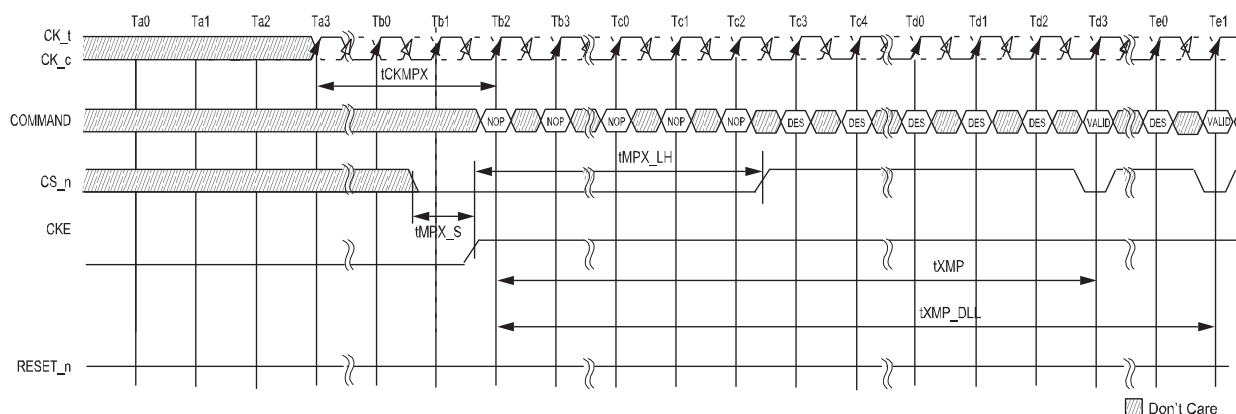 Ta0 Ta1 Ta2 Ta3 Tb0 Tb1 Tb2 Tb3 Tc0 Tc1 Tc2 Tc3 Tc4 Td0 Td1 Td2 Td3 Te0 Te1
CK_t
CK_c
tCKMPX
COMMAND NOP NOP NOP NOP NOP DES DES DES DES DES VALID DES VALID
tMPX_LH
CS_n
tMPX_S
CKE
tXMP
tXMP_DLL
RESET_n
Don't Care